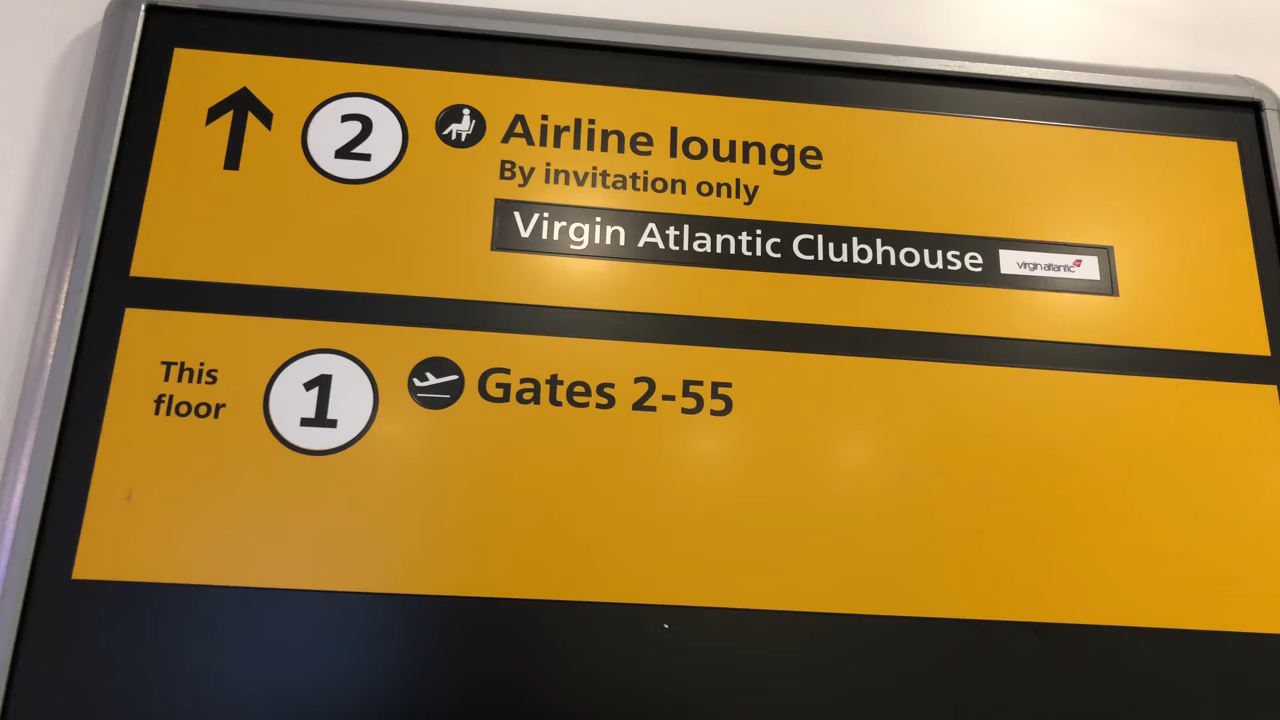 2
Airline lounge
By invitation only
Virgin Atlantic Clubhouse
virgin atlantic
This
floor
1
Gates 2-55